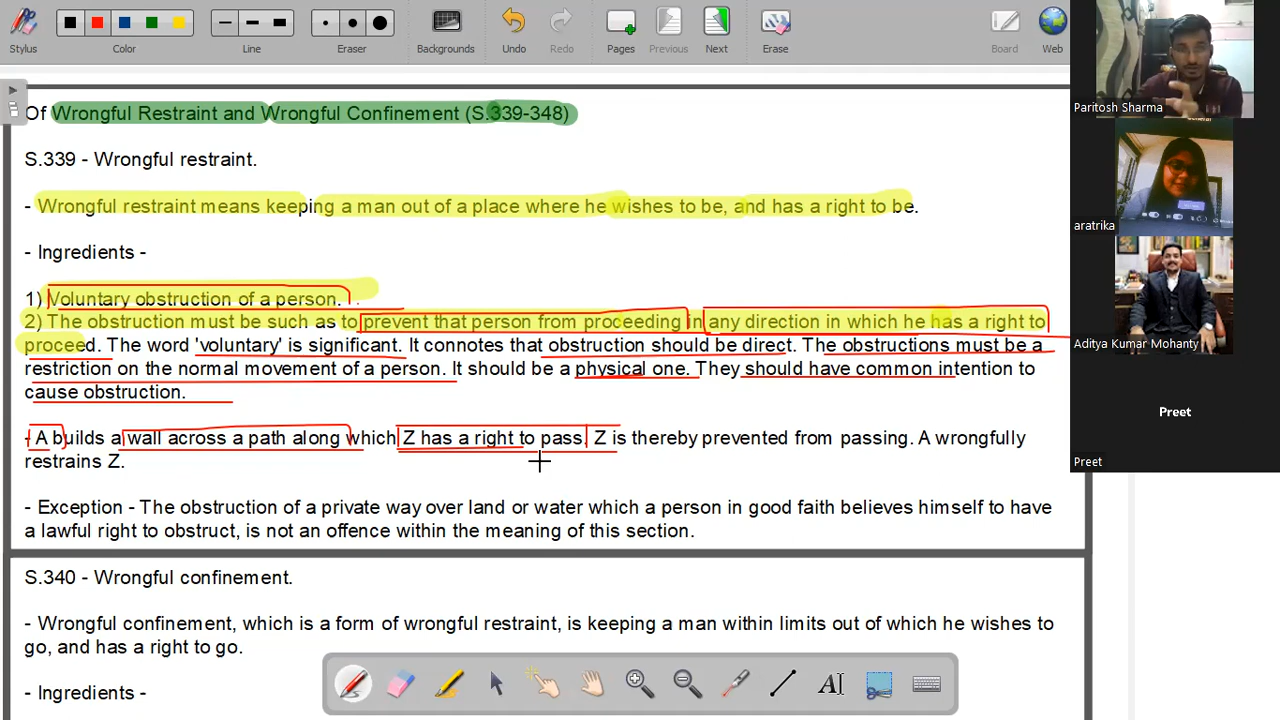 Stylus
Color
Line
Eraser
Backgrounds
Undo
Redo
Pages
Previous
Next
Erase
Board
Web
Of Wrongful Restraint and Wrongful Confinement (S.339-348)
S.339 - Wrongful restraint.
- Wrongful restraint means keeping a man out of a place where he wishes to be, and has a right to be.
- Ingredients -
1) Voluntary obstruction of a person.
2) The obstruction must be such as to prevent that person from proceeding in any direction in which he has a right to
proceed. The word 'voluntary' is significant. It connotes that obstruction should be direct. The obstructions must be a
restriction on the normal movement of a person. It should be a physical one. They should have common intention to
cause obstruction.
- A builds a wall across a path along which Z has a right to pass. Z is thereby prevented from passing. A wrongfully
restrains Z.
- Exception - The obstruction of a private way over land or water which a person in good faith believes himself to have
a lawful right to obstruct, is not an offence within the meaning of this section.
S.340 - Wrongful confinement.
- Wrongful confinement, which is a form of wrongful restraint, is keeping a man within limits out of which he wishes to
go, and has a right to go.
- Ingredients -
Paritosh Sharma
aratrika
Aditya Kumar Mohanty
Preet
Preet